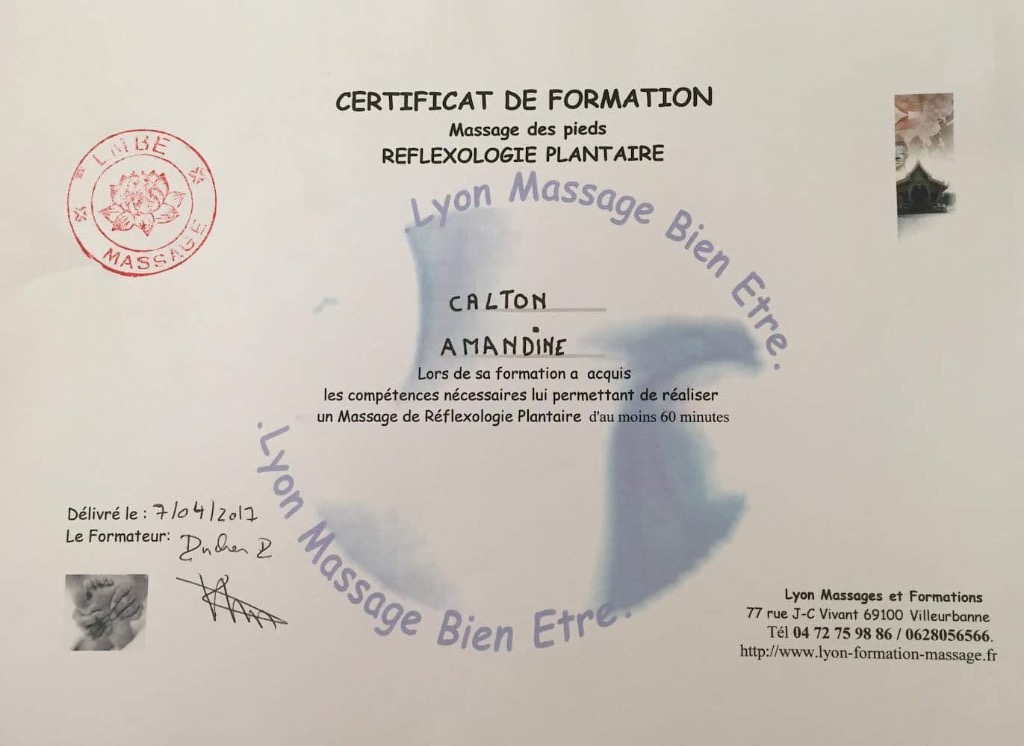 CERTIFICAT DE FORMATION
Massage des pieds
REFLEXOLOGIE PLANTAIRE
LMBE
MASSAGE
Lyon Massage Bien Etre.
CALTON
AMANDINE
Lors de sa formation a acquis
les compétences nécessaires lui permettant de réaliser
un Massage de Réflexologie Plantaire d'au moins 60 minutes
.Lyon Massage Bien Etre.
Délivré le : 7/04/2017
Le Formateur:
Lyon Massages et Formations
77 rue J-C Vivant 69100 Villeurbanne
Tél 04 72 75 98 86 / 0628056566.
http://www.lyon-formation-massage.fr